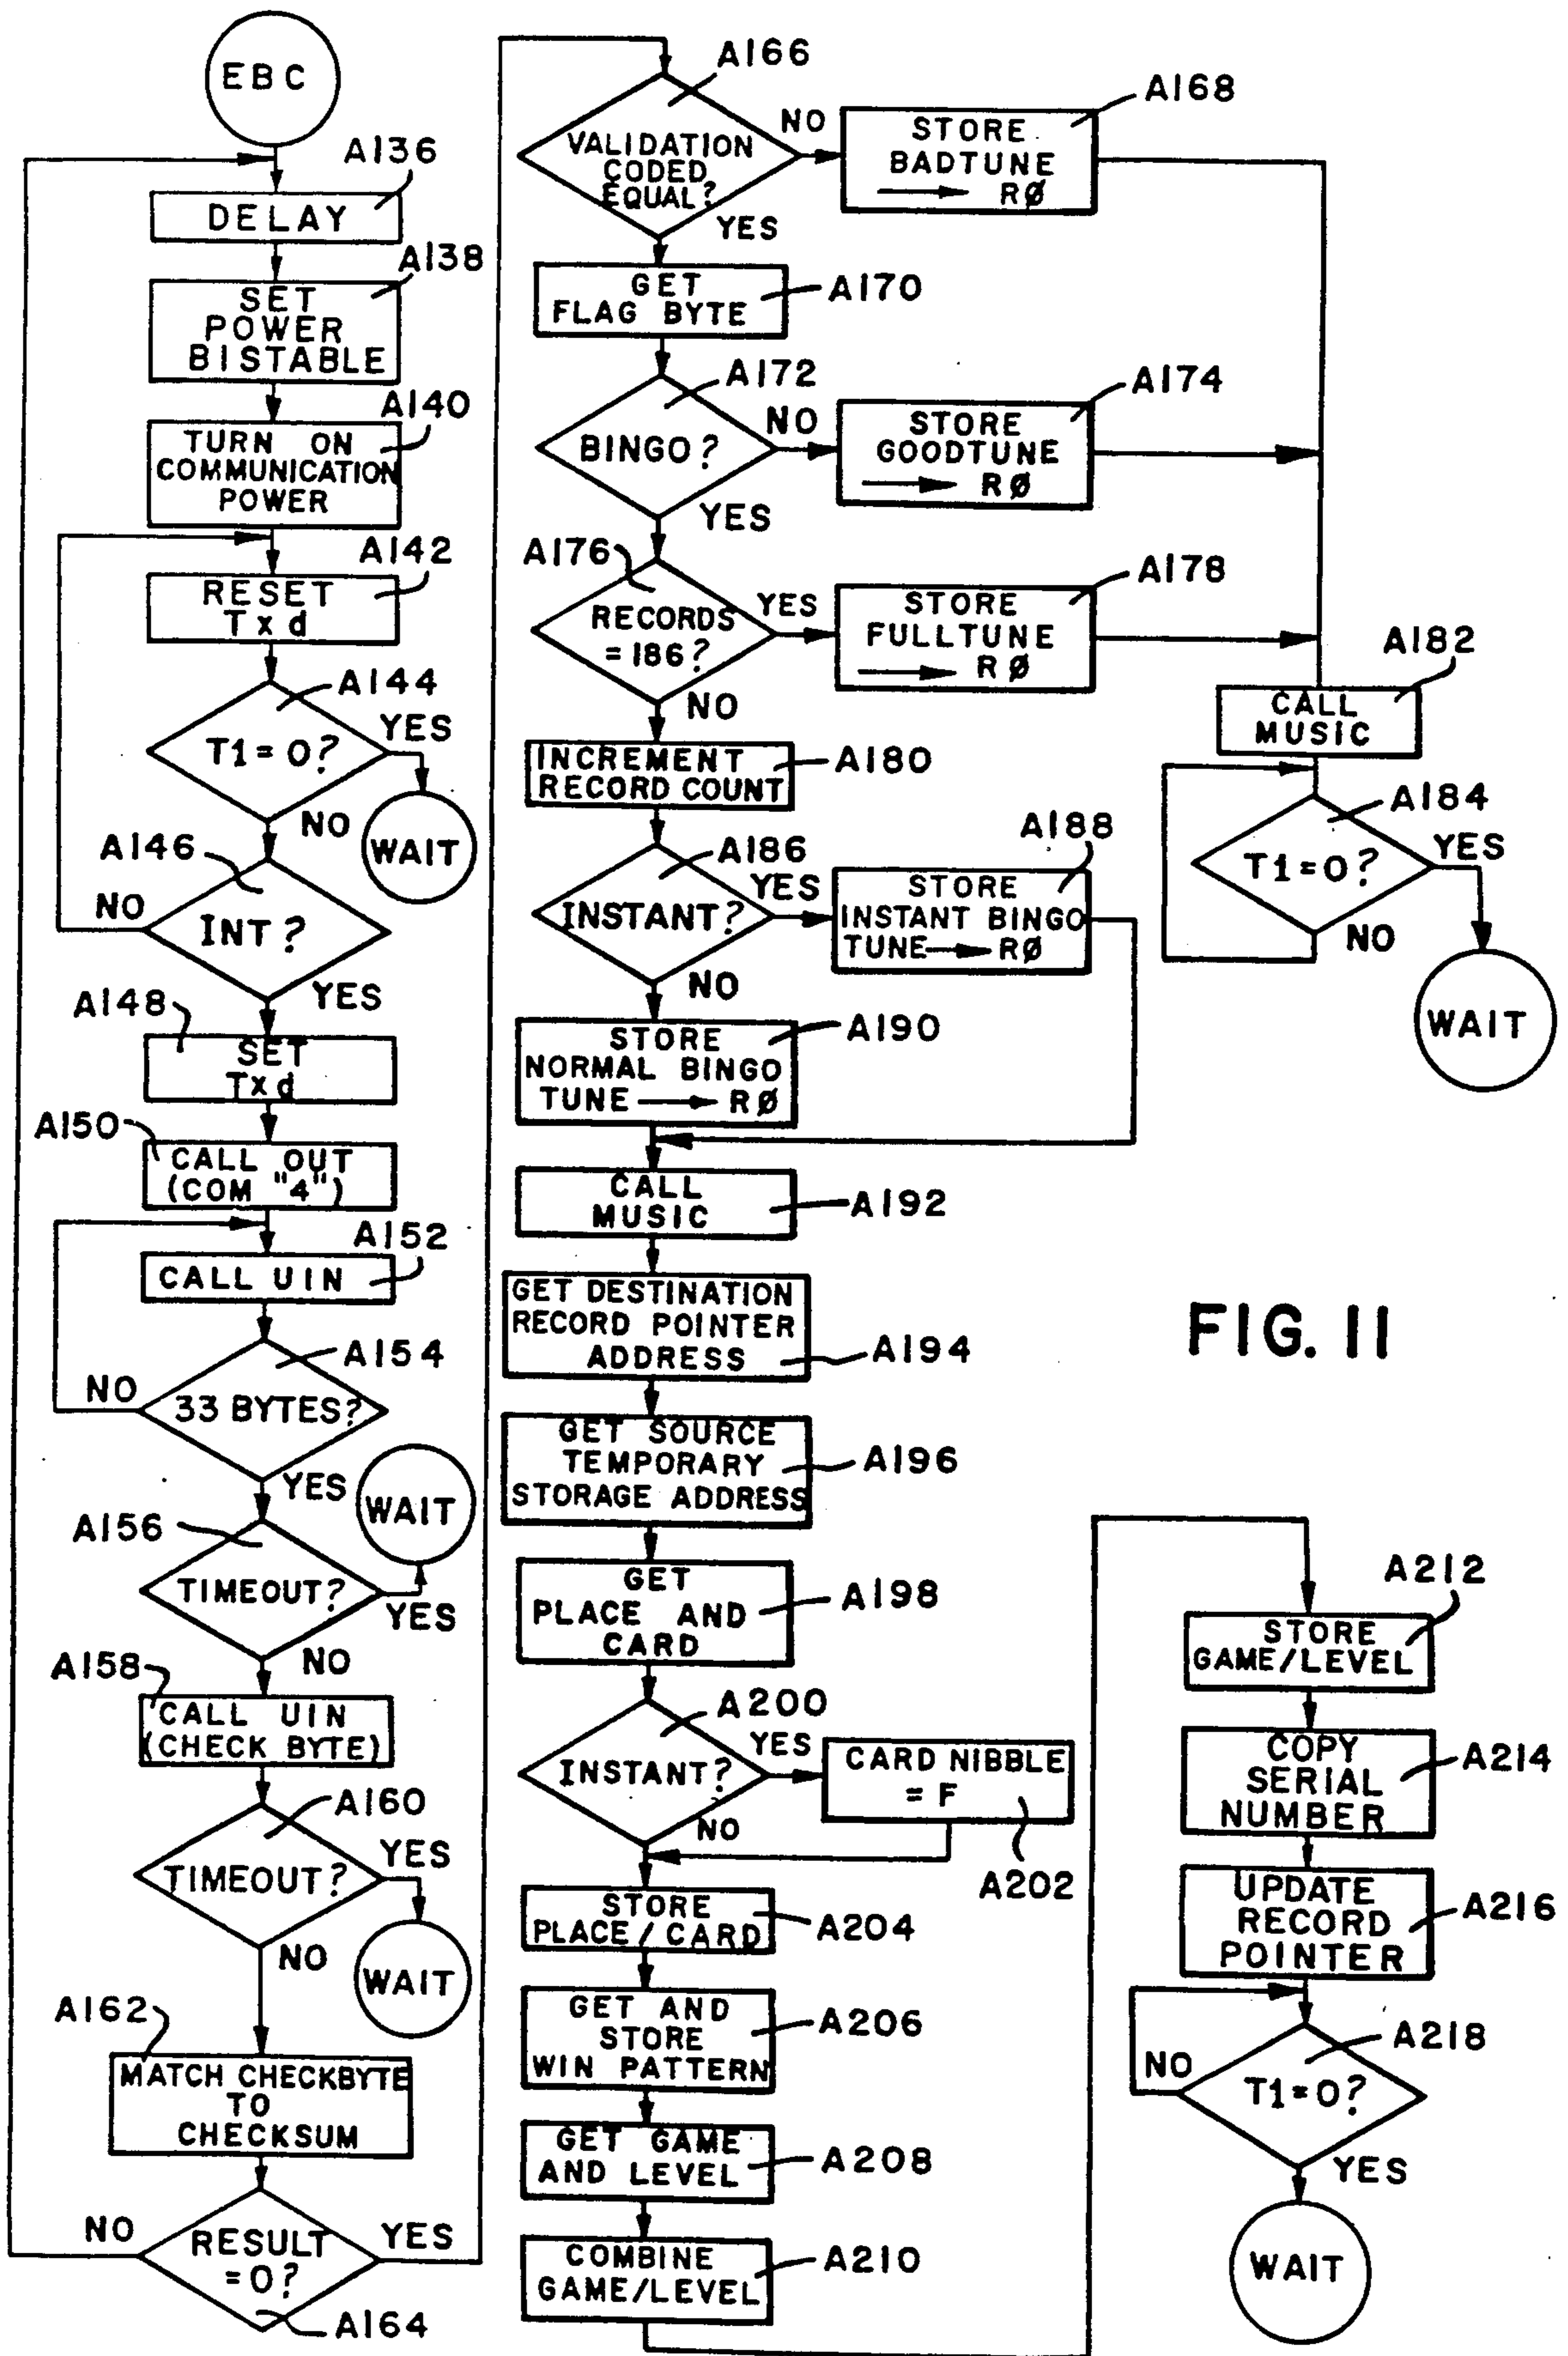 EBC
A136
DELAY
A138
SET
POWER
BISTABLE
A140
TURN ON
COMMUNICATION
POWER
A142
RESET
Txd
A144
T1=0?
YES
WAIT
NO
A146
INT?
NO
YES
A148
SET
Txd
A150
CALL OUT
(COM "4")
A152
CALL UIN
A154
33 BYTES?
NO
YES
WAIT
A156
TIMEOUT?
YES
NO
A158
CALL UIN
(CHECK BYTE)
A160
TIMEOUT?
YES
NO
WAIT
A162
MATCH CHECKBYTE
TO
CHECKSUM
NO
RESULT
=0?
YES
A164
A166
VALIDATION
CODED
EQUAL?
NO
YES
A168
STORE
BADTUNE
→ RØ
GET
FLAG BYTE
A170
A172
BINGO?
NO
YES
A174
STORE
GOODTUNE
→ RØ
A176
RECORDS
=186?
YES
NO
A178
STORE
FULLTUNE
→ RØ
A182
CALL
MUSIC
A184
T1=0?
YES
NO
WAIT
INCREMENT
RECORD COUNT
A180
A186
INSTANT?
YES
NO
A188
STORE
INSTANT BINGO
TUNE → RØ
A190
STORE
NORMAL BINGO
TUNE → RØ
CALL
MUSIC
A192
GET DESTINATION
RECORD POINTER
ADDRESS
A194
GET SOURCE
TEMPORARY
STORAGE ADDRESS
A196
GET
PLACE AND
CARD
A198
A200
INSTANT?
YES
NO
CARD NIBBLE
= F
A202
STORE
PLACE/CARD
A204
GET AND
STORE
WIN PATTERN
A206
GET GAME
AND LEVEL
A208
COMBINE
GAME/LEVEL
A210
FIG. 11
A212
STORE
GAME/LEVEL
COPY
SERIAL
NUMBER
A214
UPDATE
RECORD
POINTER
A216
A218
NO
T1=0?
YES
WAIT